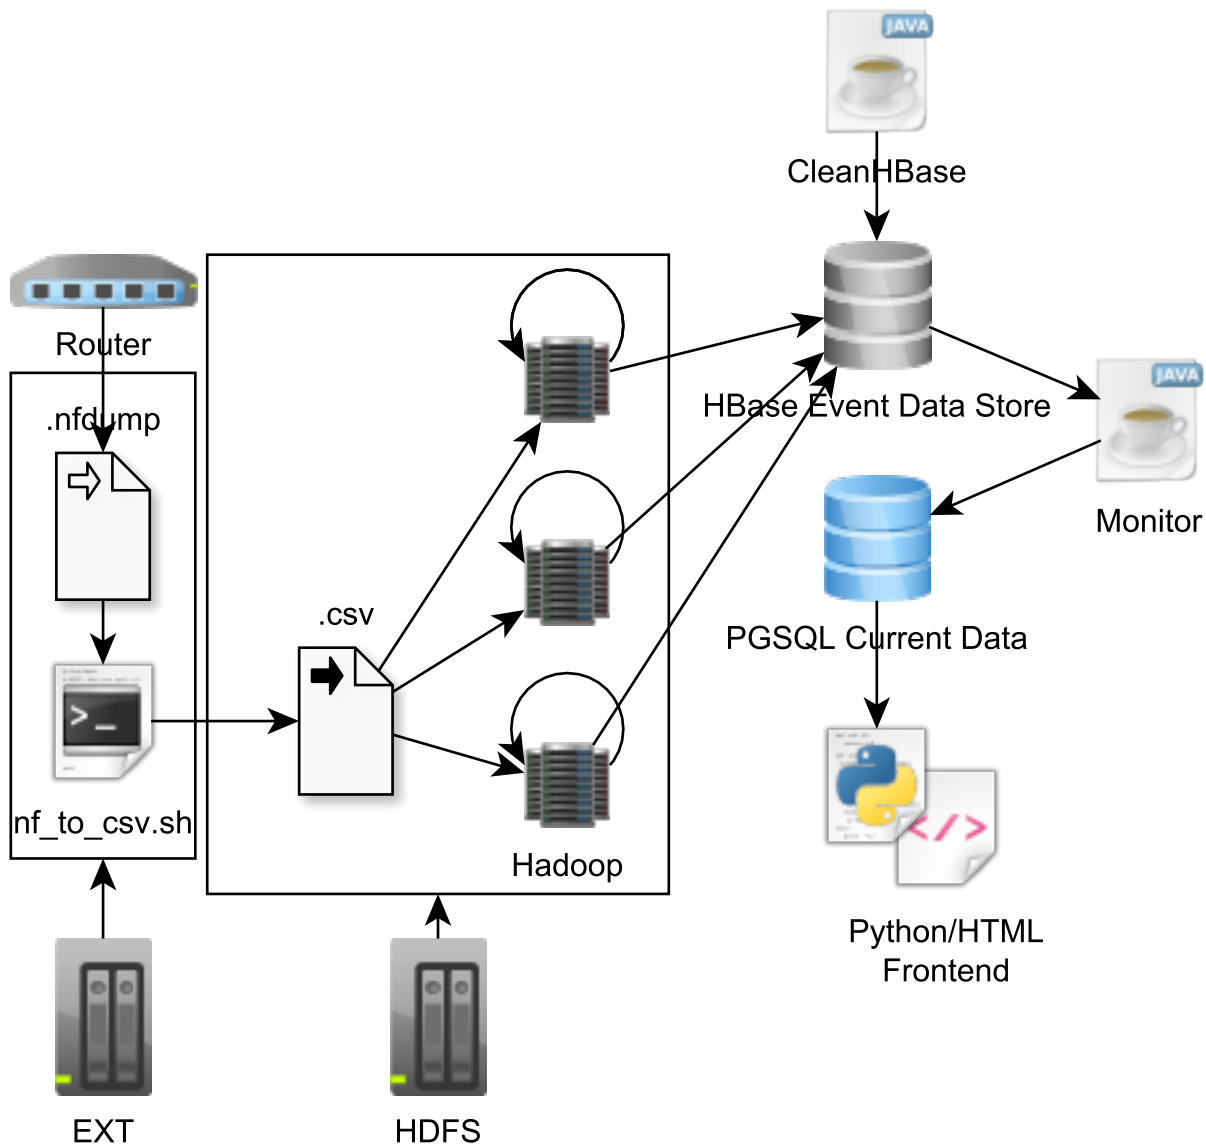 JAVA
CleanHBase
Router
HBase Event Data Store
JAVA
.nfdump
Monitor
.csv
PGSQL Current Data
>_
nf_to_csv.sh
</>
Hadoop
Python/HTML
Frontend
EXT
HDFS